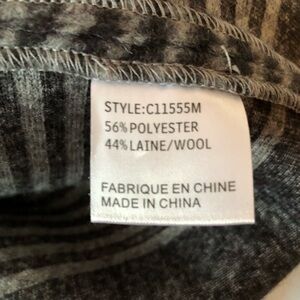 STYLE:C11555M
56%POLYESTER
44%LAINE/WOOL
FABRIQUE EN CHINE
MADE IN CHINA